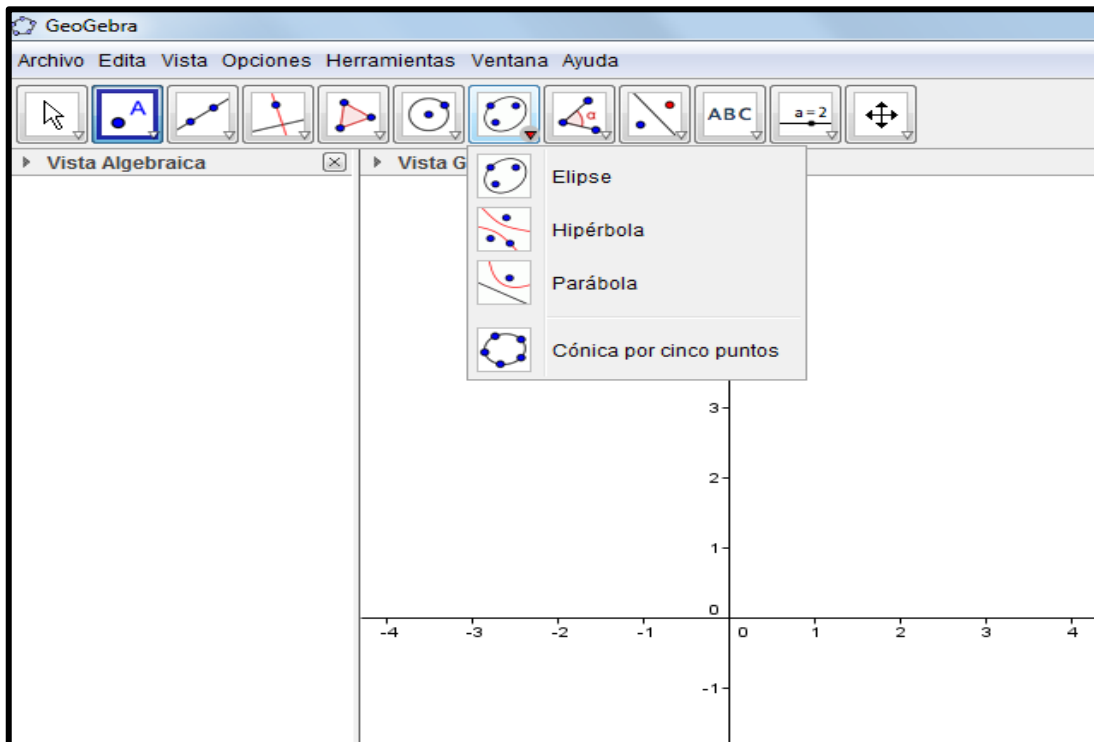 GeoGebra
Archivo Edita Vista Opciones Herramientas Ventana Ayuda
A α ABC a=2
Vista Algebraica Vista G
Elipse
Hipérbola
Parábola
Cónica por cinco puntos
3
2
1
0
-4 -3 -2 -1 0 1 2 3 4
-1